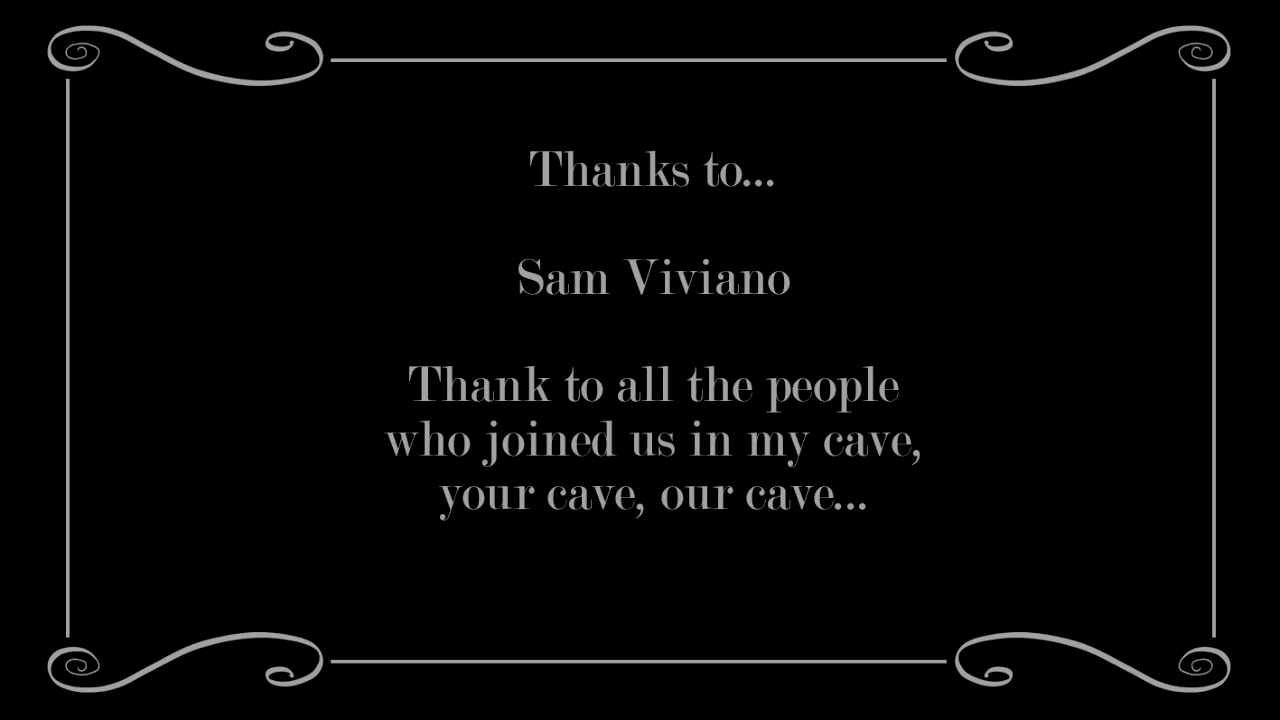 Thanks to...
Sam Viviano
Thank to all the people
who joined us in my cave,
your cave, our cave...